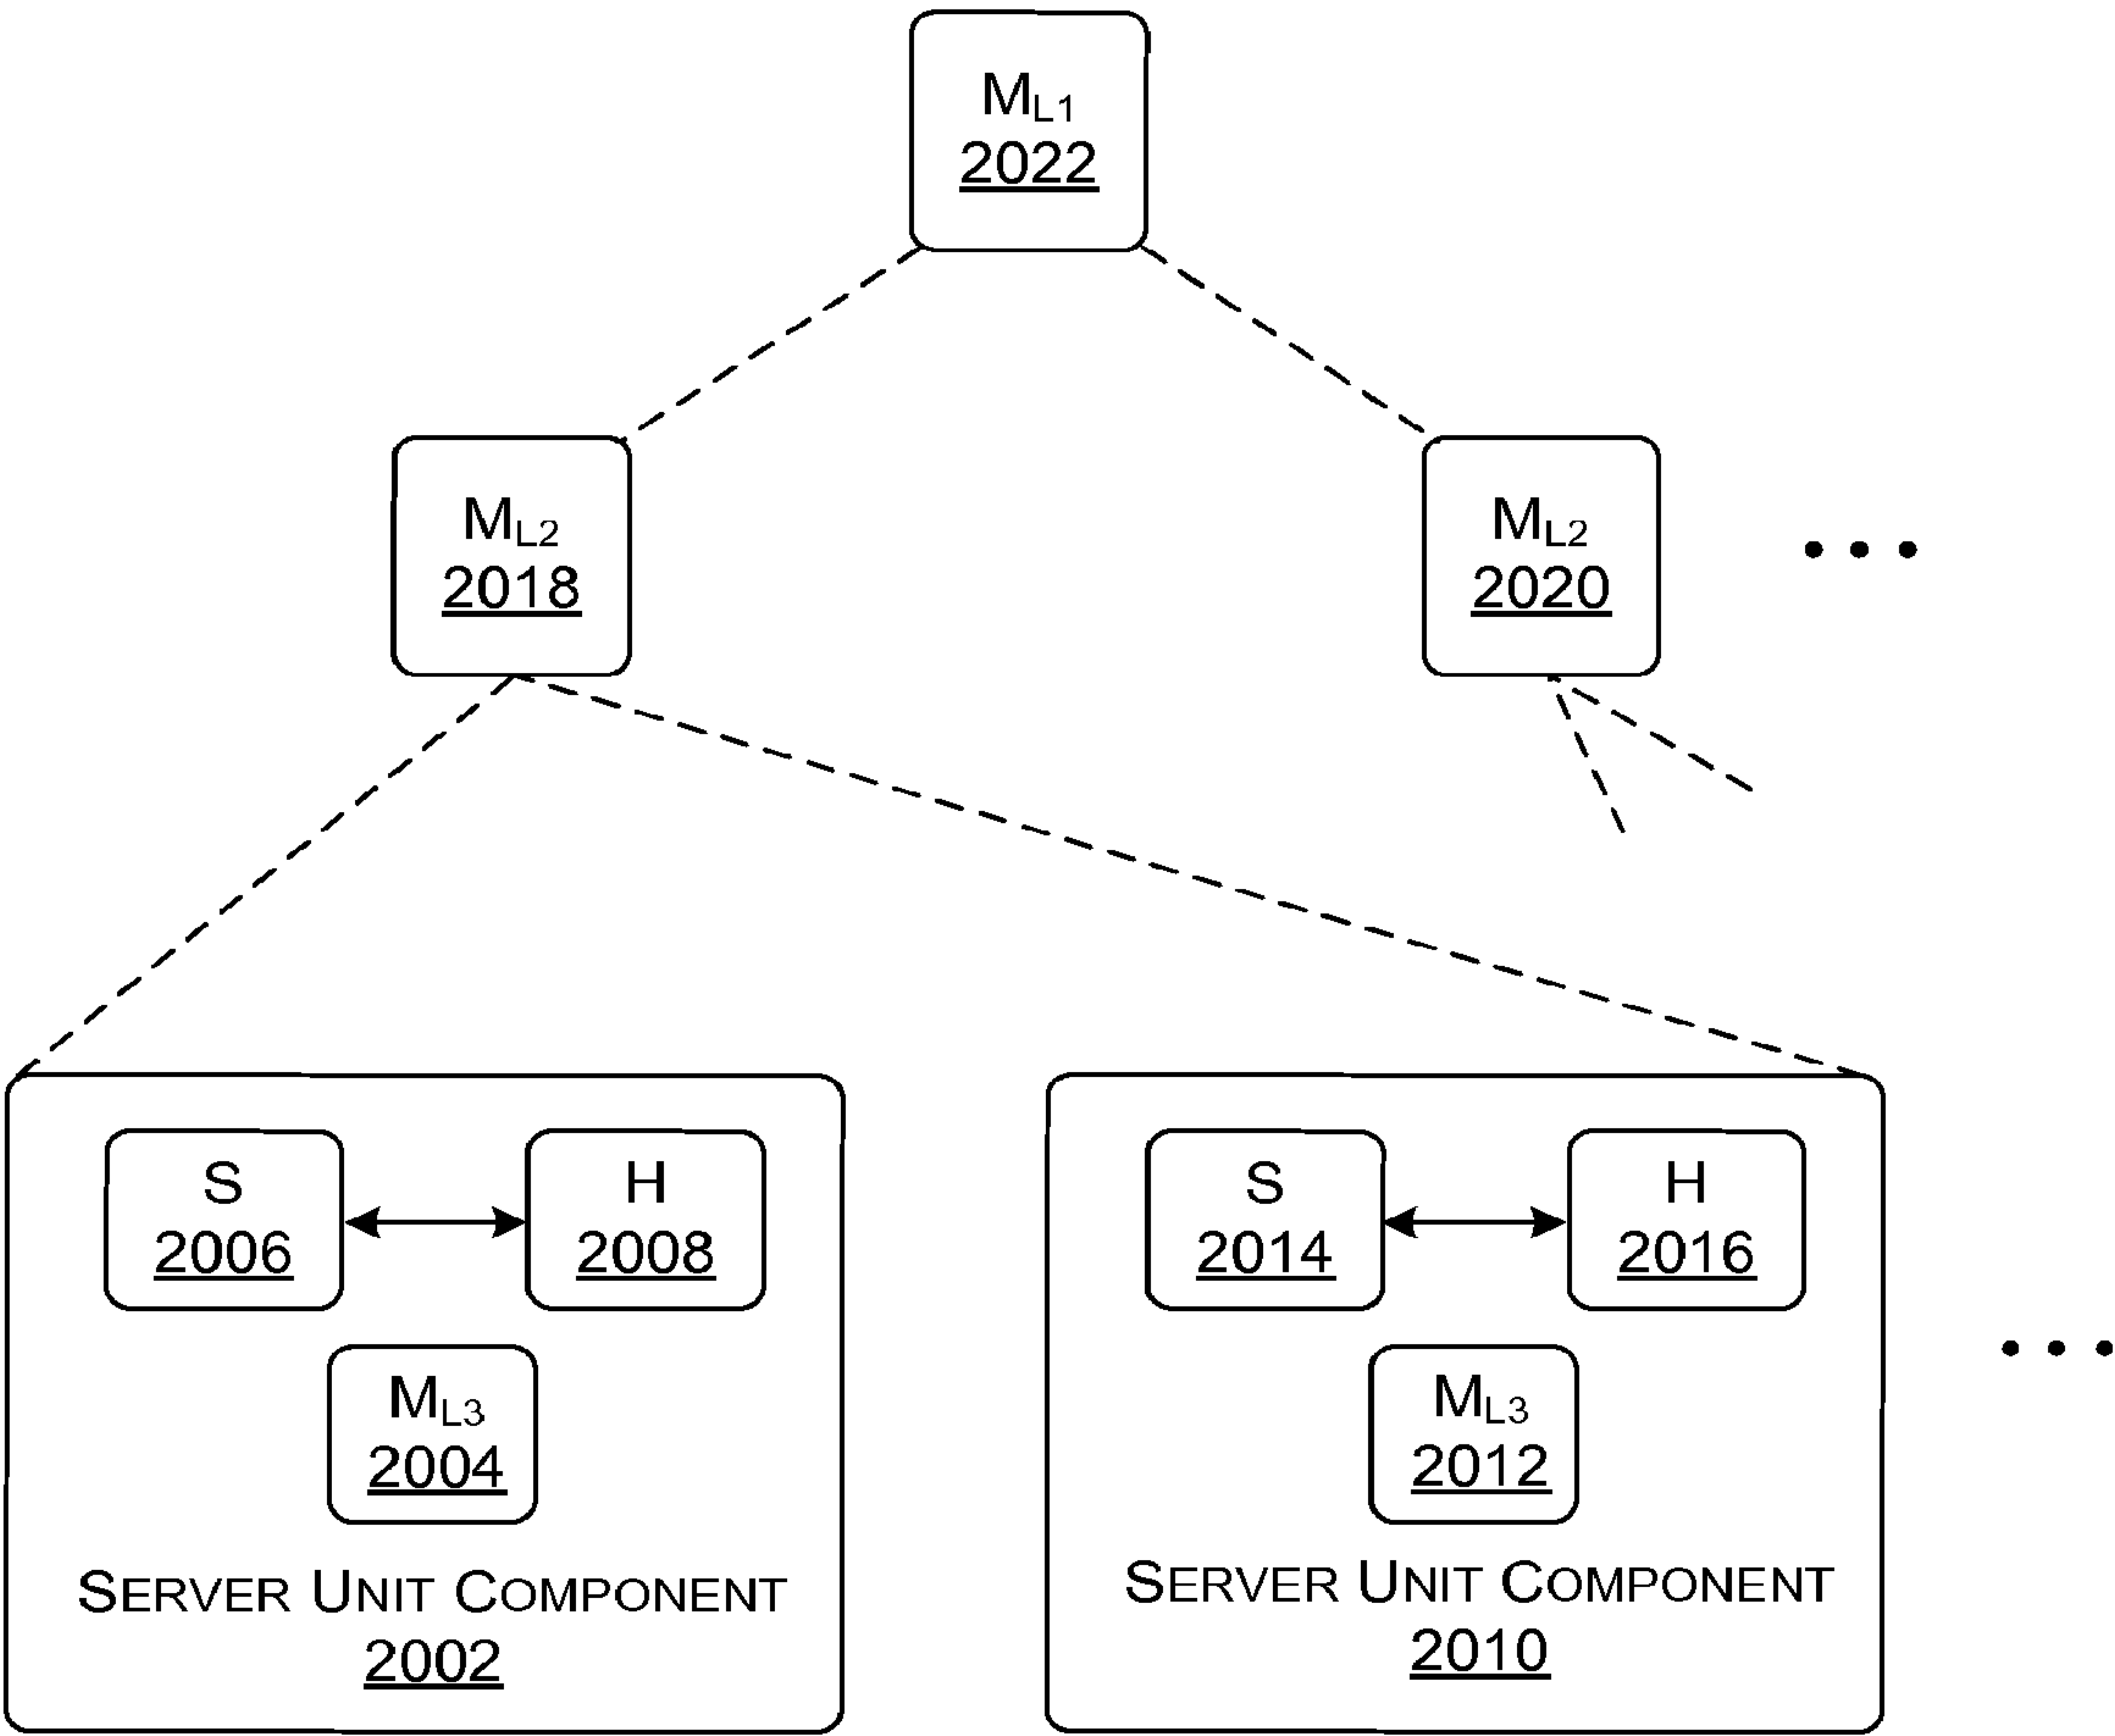 ML1
2022
ML2
2018
ML2
2020
S
2006
H
2008
ML3
2004
SERVER UNIT COMPONENT
2002
S
2014
H
2016
ML3
2012
SERVER UNIT COMPONENT
2010